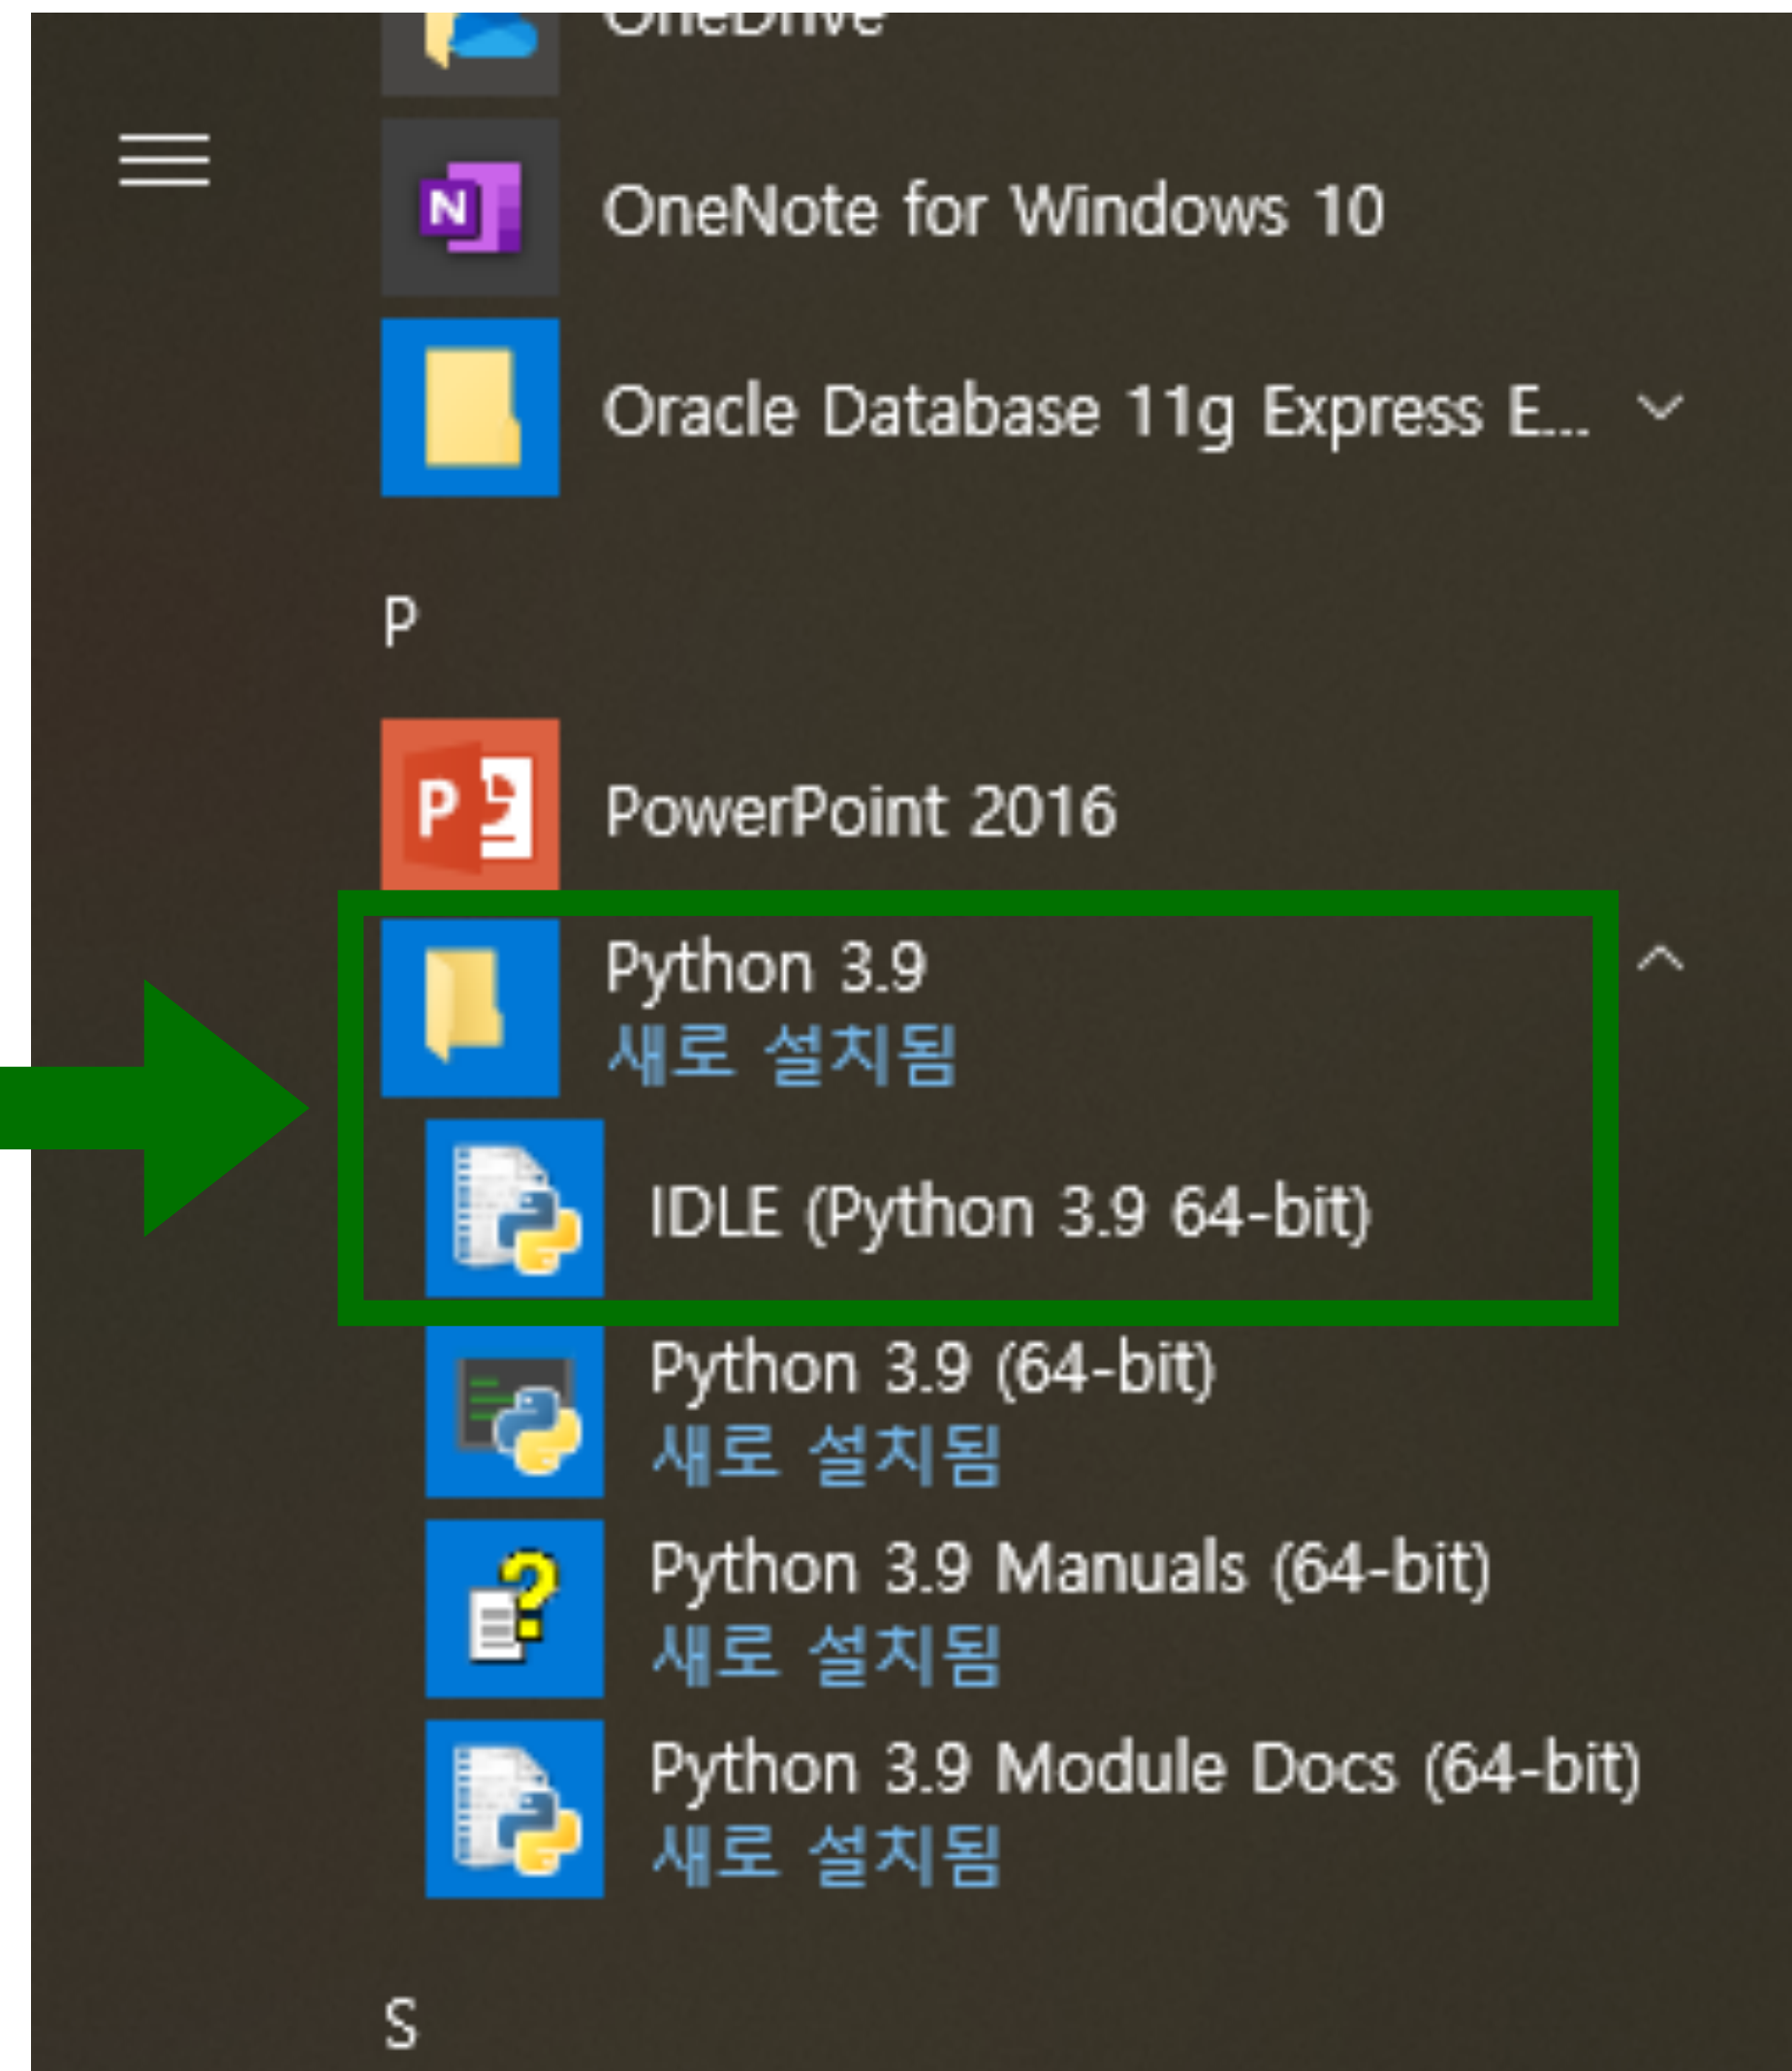 OneDrive
OneNote for Windows 10
Oracle Database 11g Express E...
P
PowerPoint 2016
Python 3.9
새로 설치됨
IDLE (Python 3.9 64-bit)
Python 3.9 (64-bit)
새로 설치됨
Python 3.9 Manuals (64-bit)
새로 설치됨
Python 3.9 Module Docs (64-bit)
새로 설치됨
S